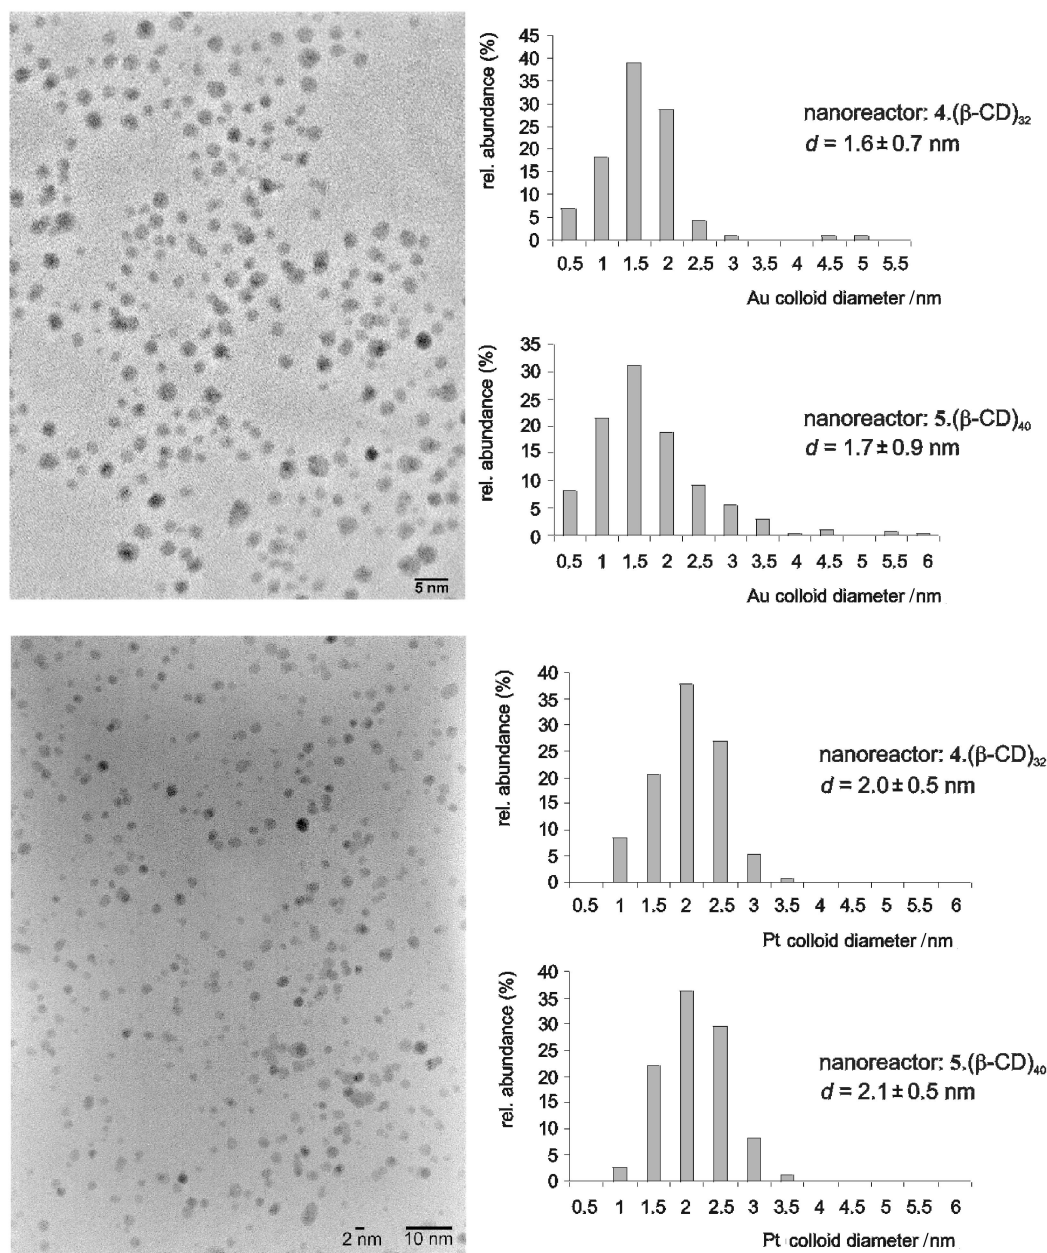 5 nm
rel. abundance (%)
45
40
35
30
25
20
15
10
5
0
0.5 1 1.5 2 2.5 3 3.5 4 4.5 5 5.5
Au colloid diameter /nm
nanoreactor: 4.(β-CD)₃₂
d = 1.6 ± 0.7 nm
rel. abundance (%)
35
30
25
20
15
10
5
0
0.5 1 1.5 2 2.5 3 3.5 4 4.5 5 5.5 6
Au colloid diameter /nm
nanoreactor: 5.(β-CD)₄₀
d = 1.7 ± 0.9 nm
2 nm 10 nm
rel. abundance (%)
40
35
30
25
20
15
10
5
0
0.5 1 1.5 2 2.5 3 3.5 4 4.5 5 5.5 6
Pt colloid diameter /nm
nanoreactor: 4.(β-CD)₃₂
d = 2.0 ± 0.5 nm
rel. abundance (%)
40
35
30
25
20
15
10
5
0
0.5 1 1.5 2 2.5 3 3.5 4 4.5 5 5.5 6
Pt colloid diameter /nm
nanoreactor: 5.(β-CD)₄₀
d = 2.1 ± 0.5 nm